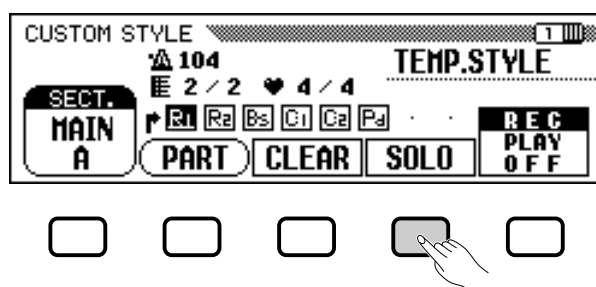 CUSTOM STYLE 1
104 TEMP.STYLE
2/2 4/4
SECT.
MAIN
A
R1 R2 Bs C1 C2 Pd · ·
PART CLEAR SOLO
REC
PLAY
OFF